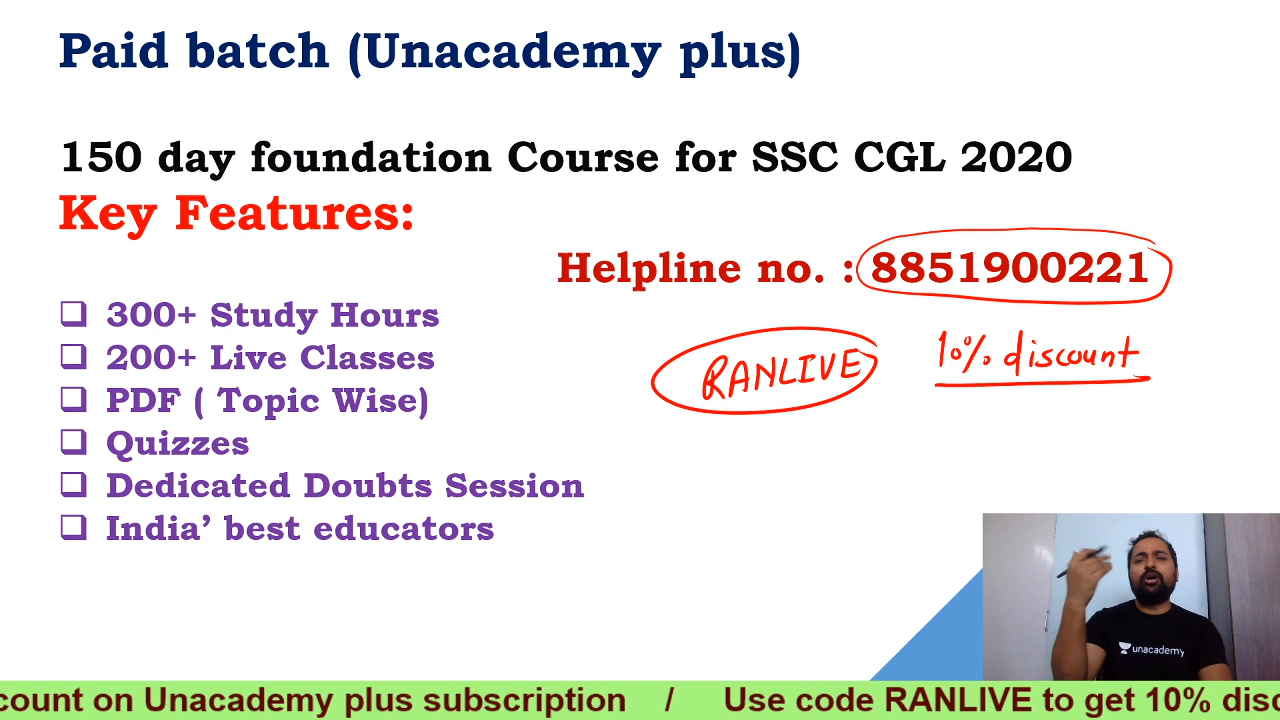 Paid batch (Unacademy plus)
150 day foundation Course for SSC CGL 2020
Key Features:
Helpline no. : 8851900221
RANLIVE 10% discount
❑ 300+ Study Hours
❑ 200+ Live Classes
❑ PDF ( Topic Wise)
❑ Quizzes
❑ Dedicated Doubts Session
❑ India’ best educators
unacademy
count on Unacademy plus subscription / Use code RANLIVE to get 10% disc